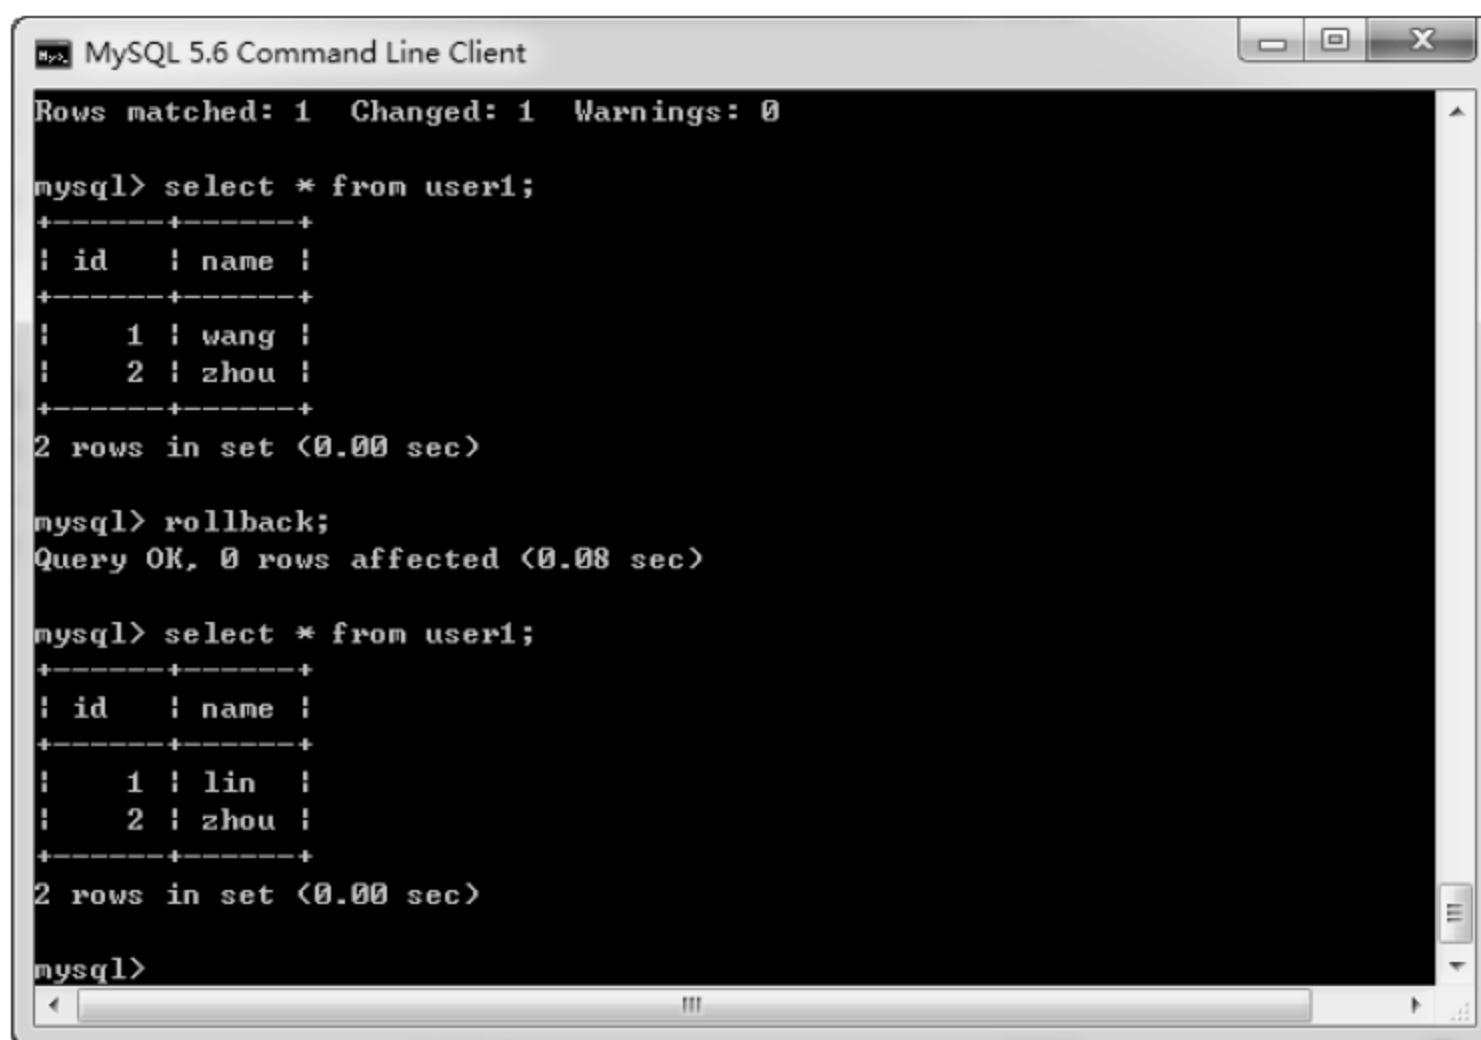 MySQL 5.6 Command Line Client
Rows matched: 1  Changed: 1  Warnings: 0
mysql> select * from user1;
+------+------+
| id   | name |
+------+------+
|    1 | wang |
|    2 | zhou |
+------+------+
2 rows in set (0.00 sec)
mysql> rollback;
Query OK, 0 rows affected (0.08 sec)
mysql> select * from user1;
+------+------+
| id   | name |
+------+------+
|    1 | lin  |
|    2 | zhou |
+------+------+
2 rows in set (0.00 sec)
mysql>